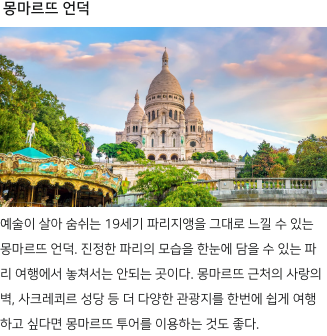 몽마르뜨 언덕
예술이 살아 숨쉬는 19세기 파리지앵을 그대로 느낄 수 있는
몽마르뜨 언덕. 진정한 파리의 모습을 한눈에 담을 수 있는 파
리 여행에서 놓쳐서는 안되는 곳이다. 몽마르뜨 근처의 사랑의
벽, 사크레쾨르 성당 등 더 다양한 관광지를 한번에 쉽게 여행
하고 싶다면 몽마르뜨 투어를 이용하는 것도 좋다.